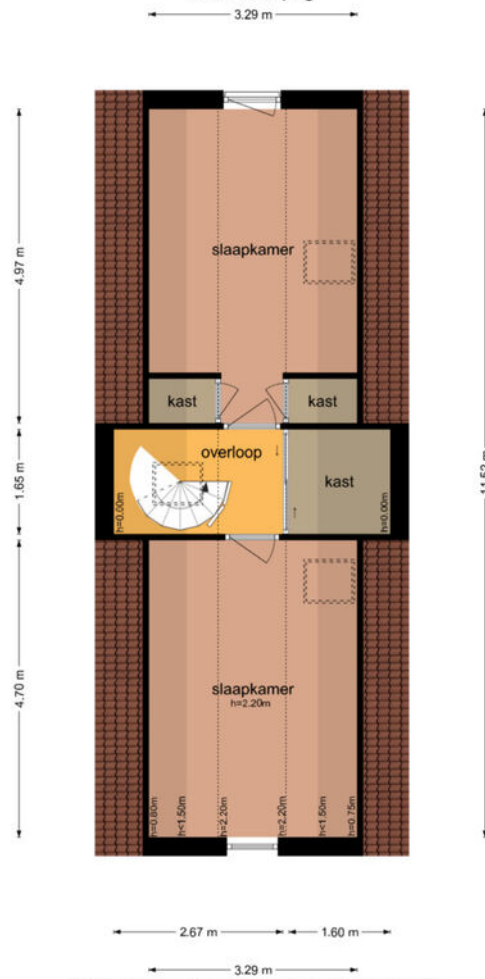 3.29 m
4.97 m
slaapkamer
kast
kast
1.65 m
overloop
kast
h=0.00m
h=0.00m
4.70 m
slaapkamer
h=2.20m
h=0.80m
h<1.50m
h=2.20m
h=2.20m
h<1.50m
h=0.75m
2.67 m
1.60 m
3.29 m